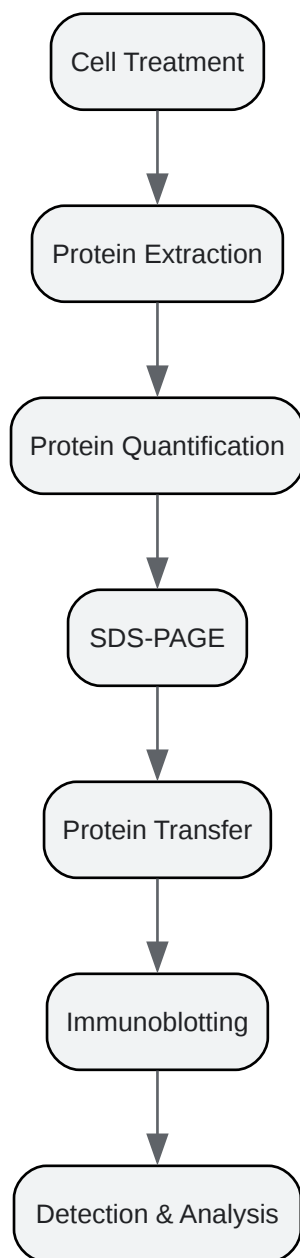 Cell Treatment
Protein Extraction
Protein Quantification
SDS-PAGE
Protein Transfer
Immunoblotting
Detection & Analysis